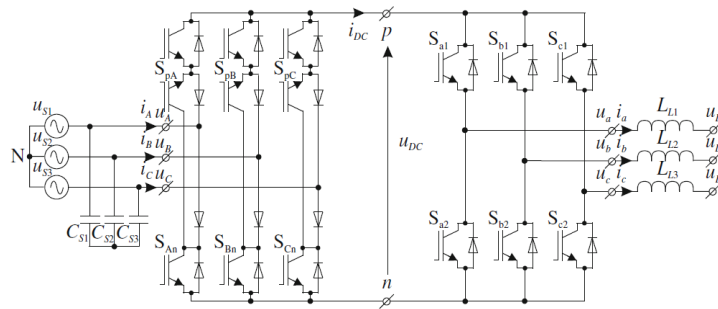 i_DC p
S_a1 S_b1 S_c1
S_pA S_pB S_pC
u_S1 i_A u_A
u_S2 i_B u_B
N u_S3 i_C u_C
u_DC
u_a i_a L_L1
u_b i_b L_L2
u_c i_c L_L3
C_S1 C_S2 C_S3
S_An S_Bn S_Cn
S_a2 S_b2 S_c2
n